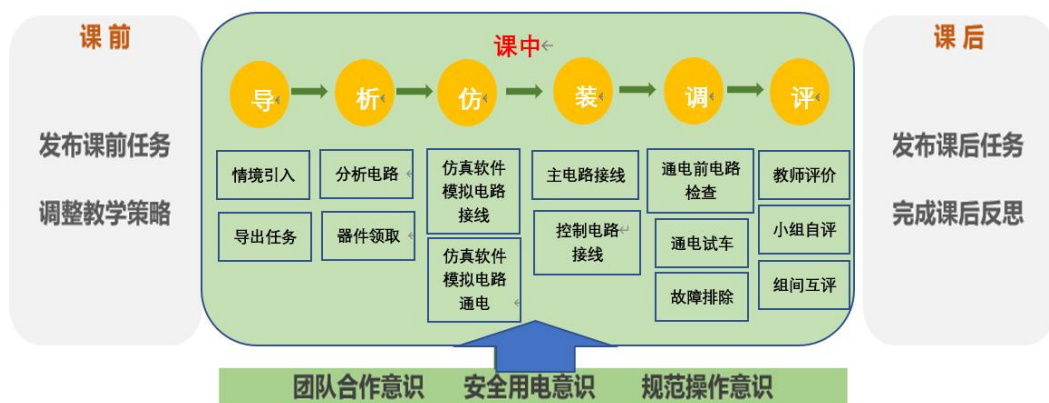 课前
发布课前任务
调整教学策略
课中
导
析
仿
装
调
评
情境引入
导出任务
分析电路
器件领取
仿真软件
模拟电路
接线
仿真软件
模拟电路
通电
主电路接线
控制电路
接线
通电前电路
检查
通电试车
故障排除
教师评价
小组自评
组间互评
课后
发布课后任务
完成课后反思
团队合作意识 安全用电意识 规范操作意识